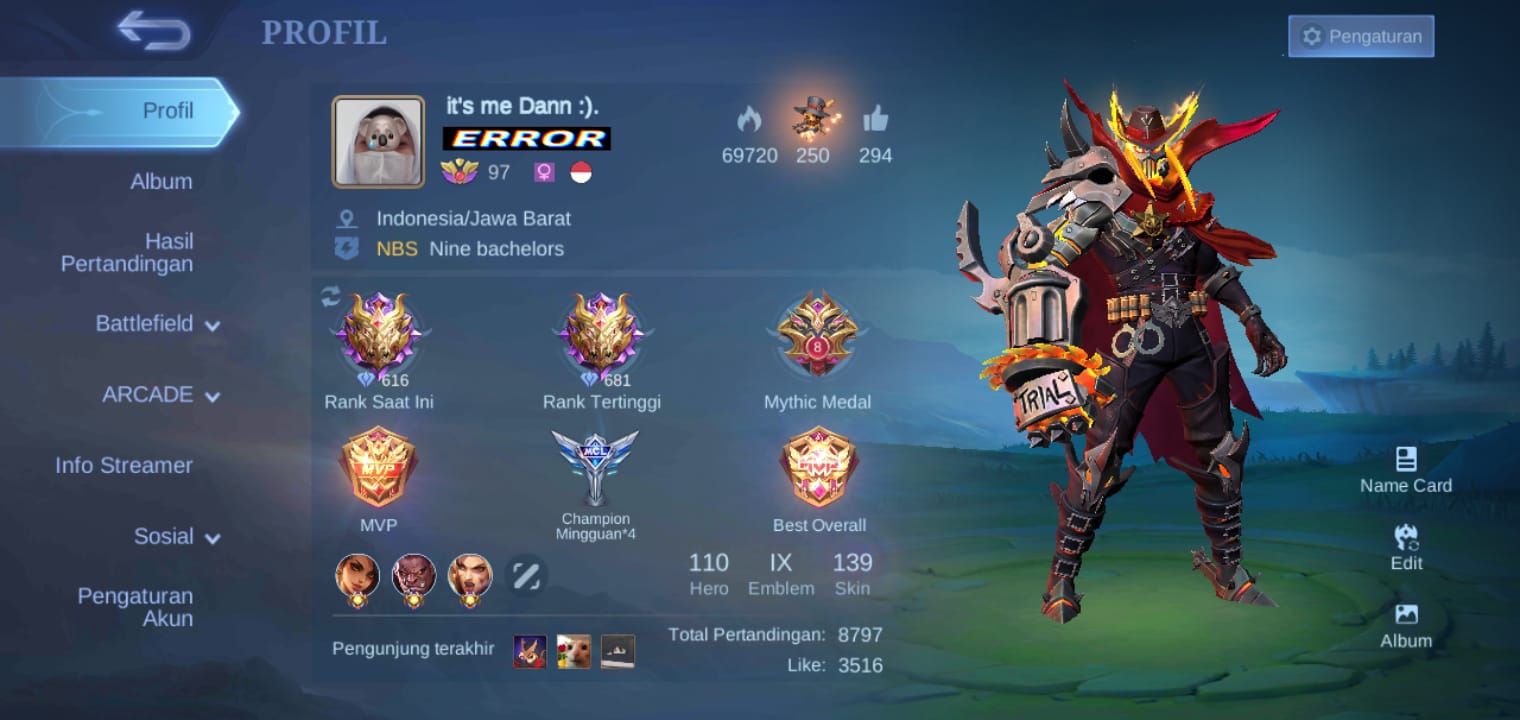 PROFIL
Pengaturan
Profil
Album
Hasil
Pertandingan
Battlefield
ARCADE
Info Streamer
Sosial
Pengaturan
Akun
it's me Dann :).
ERROR
97
69720 250 294
Indonesia/Jawa Barat
NBS Nine bachelors
616
Rank Saat Ini
681
Rank Tertinggi
8
Mythic Medal
MVP
MVP
MCL
Champion
Mingguan*4
MVP
Best Overall
110 IX 139
Hero Emblem Skin
Pengunjung terakhir
Total Pertandingan: 8797
Like: 3516
TRIAL
Name Card
Edit
Album